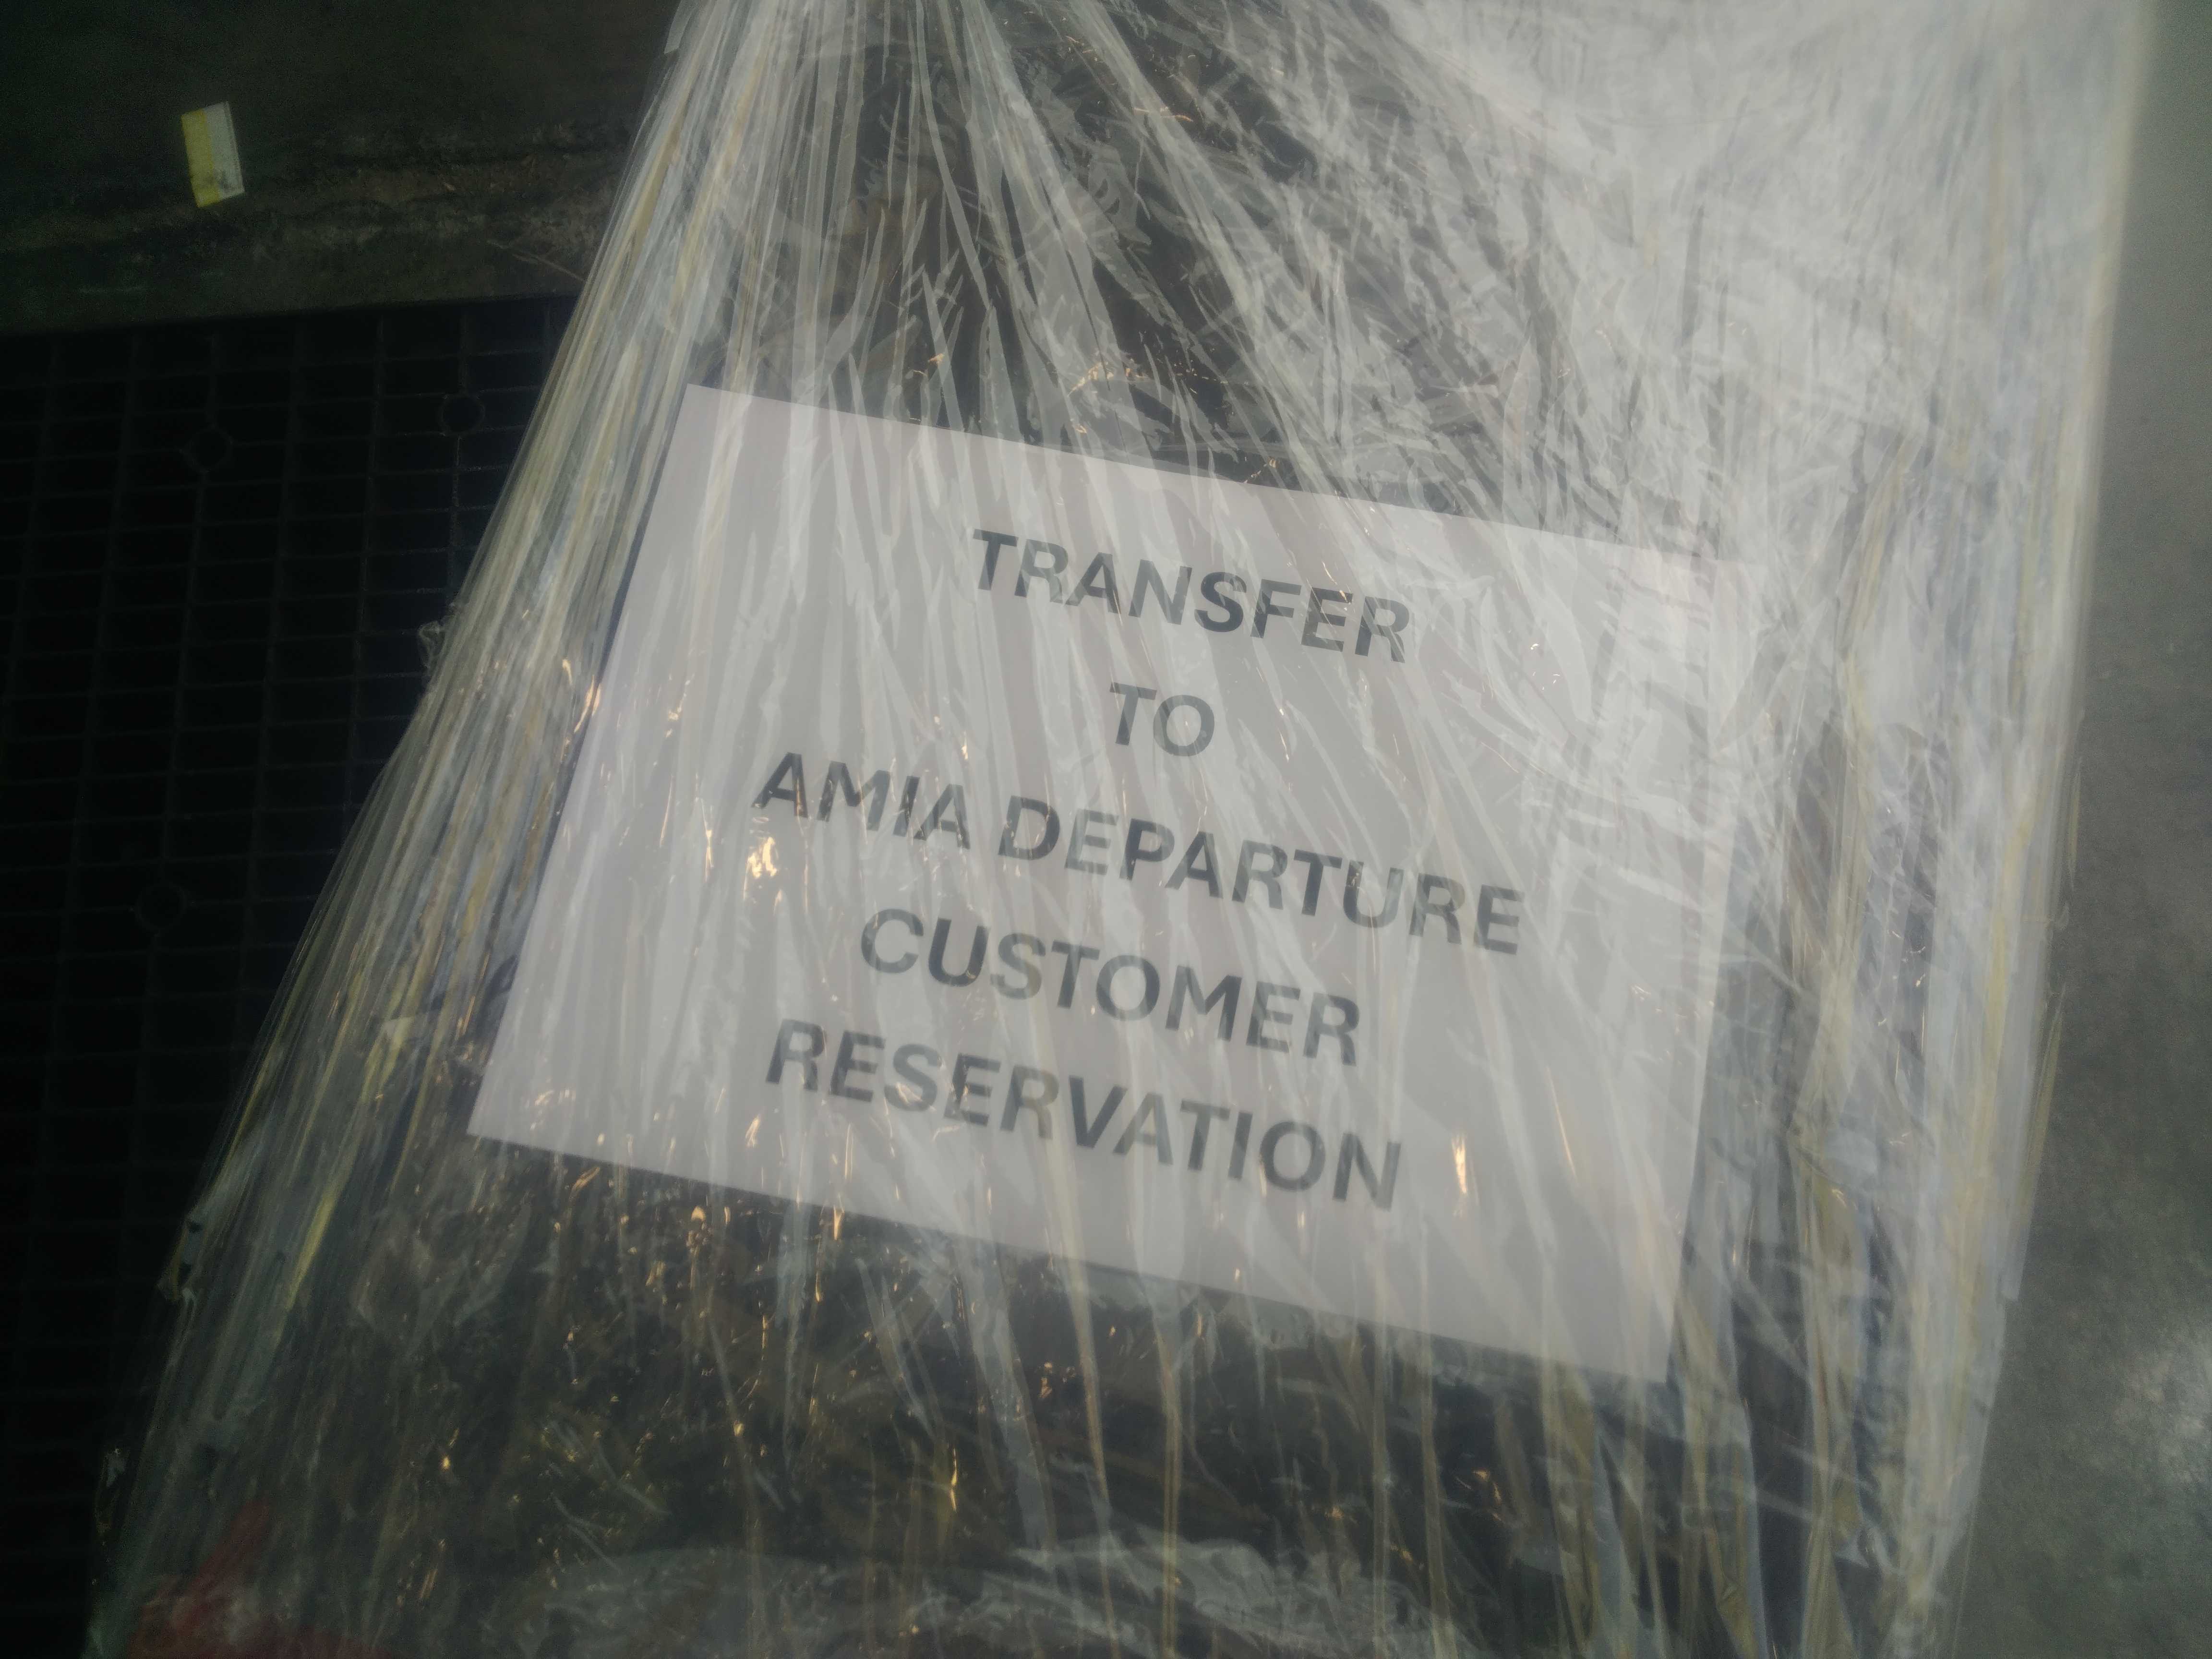 TRANSFER
TO
AMIA DEPARTURE
CUSTOMER
RESERVATION